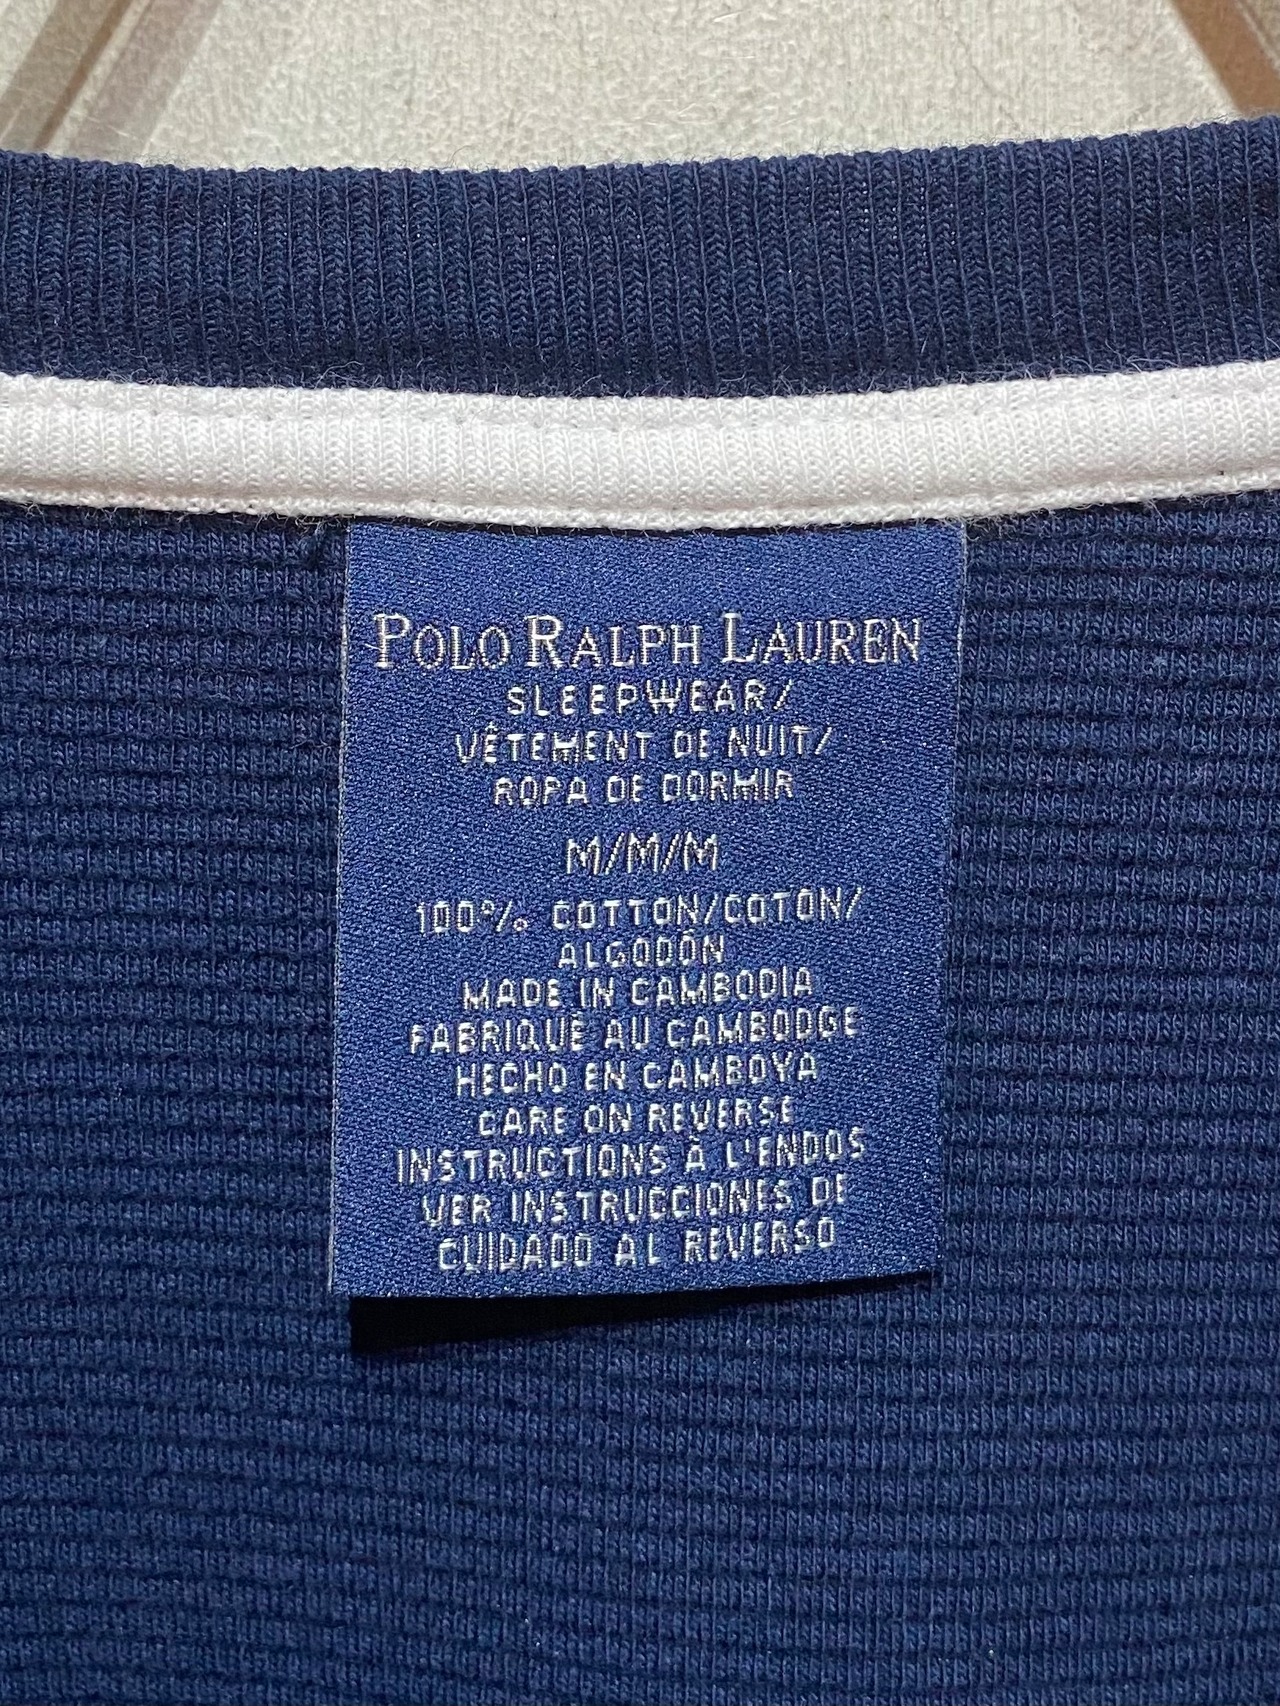 POLO RALPH LAUREN
SLEEPWEAR/
VÊTEMENT DE NUIT/
ROPA DE DORMIR
M/M/M
100% COTTON/COTON/
ALGODÓN
MADE IN CAMBODIA
FABRIQUÉ AU CAMBODGE
HECHO EN CAMBOYA
CARE ON REVERSE
INSTRUCTIONS À L'ENDOS
VER INSTRUCCIONES DE
CUIDADO AL REVERSO